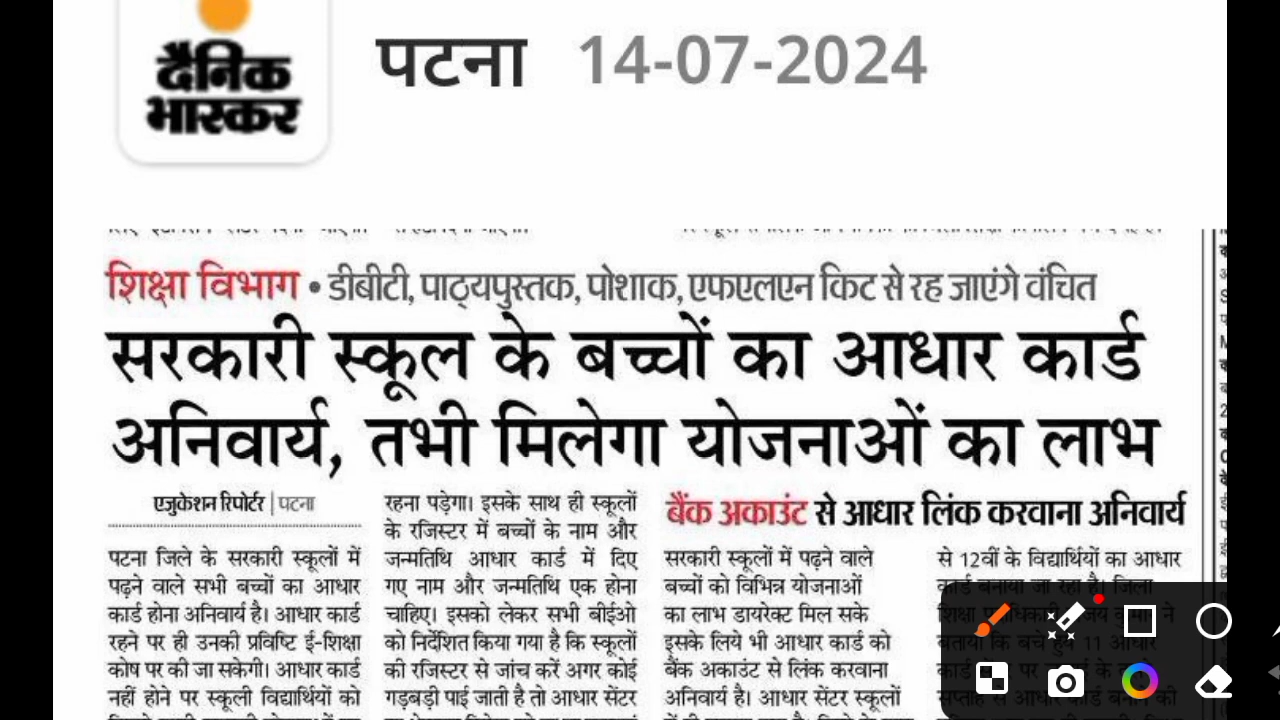 दैनिक
भास्कर
पटना 14-07-2024
शिक्षा विभाग • डीबीटी, पाठ्यपुस्तक, पोशाक, एफएलएन किट से रह जाएंगे वंचित
सरकारी स्कूल के बच्चों का आधार कार्ड
अनिवार्य, तभी मिलेगा योजनाओं का लाभ
एजुकेशन रिपोर्टर | पटना
पटना जिले के सरकारी स्कूलों में
पढ़ने वाले सभी बच्चों का आधार
कार्ड होना अनिवार्य है। आधार कार्ड
रहने पर ही उनकी प्रविष्टि ई-शिक्षा
कोष पर की जा सकेगी। आधार कार्ड
नहीं होने पर स्कूली विद्यार्थियों को
रहना पड़ेगा। इसके साथ ही स्कूलों
के रजिस्टर में बच्चों के नाम और
जन्मतिथि आधार कार्ड में दिए
गए नाम और जन्मतिथि एक होना
चाहिए। इसको लेकर सभी बीईओ
को निर्देशित किया गया है कि स्कूलों
की रजिस्टर से जांच करें अगर कोई
गड़बड़ी पाई जाती है तो आधार सेंटर
बैंक अकाउंट से आधार लिंक करवाना अनिवार्य
सरकारी स्कूलों में पढ़ने वाले
बच्चों को विभिन्न योजनाओं
का लाभ डायरेक्ट मिल सके
इसके लिये भी आधार कार्ड को
बैंक अकाउंट से लिंक करवाना
अनिवार्य है। आधार सेंटर स्कूलों
से 12वीं के विद्यार्थियों का आधार
कार्ड बनाया जा रहा है। जिला